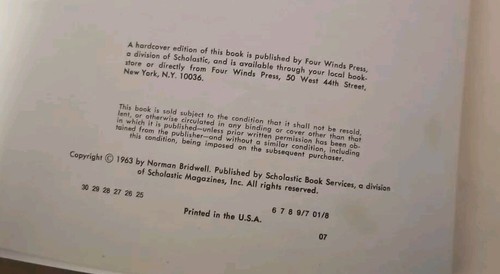 A hardcover edition of this book is published by Four Winds Press,
a division of Scholastic, and is available through your local book-
store or directly from Four Winds Press, 50 West 44th Street,
New York, N.Y. 10036.
This book is sold subject to the condition that it shall not be resold,
lent, or otherwise circulated in any binding or cover other than that
in which it is published—unless prior written permission has been ob-
tained from the publisher—and without a similar condition, including
this condition, being imposed on the subsequent purchaser.
Copyright © 1963 by Norman Bridwell. Published by Scholastic Book Services, a division
of Scholastic Magazines, Inc. All rights reserved.
30 29 28 27 26 25 6 7 8 9/7 01/8
Printed in the U.S.A. 07